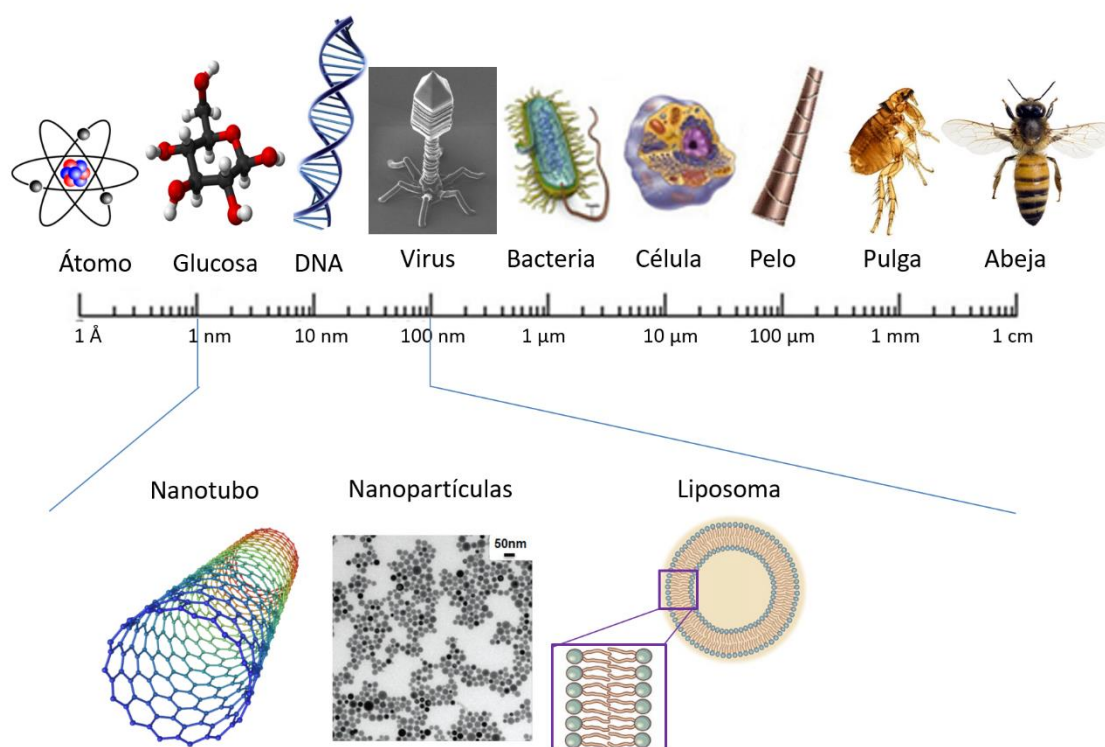 Átomo
Glucosa
DNA
Virus
Bacteria
Célula
Pelo
Pulga
Abeja
1 Å
1 nm
10 nm
100 nm
1 µm
10 µm
100 µm
1 mm
1 cm
Nanotubo
Nanopartículas
Liposoma
50nm